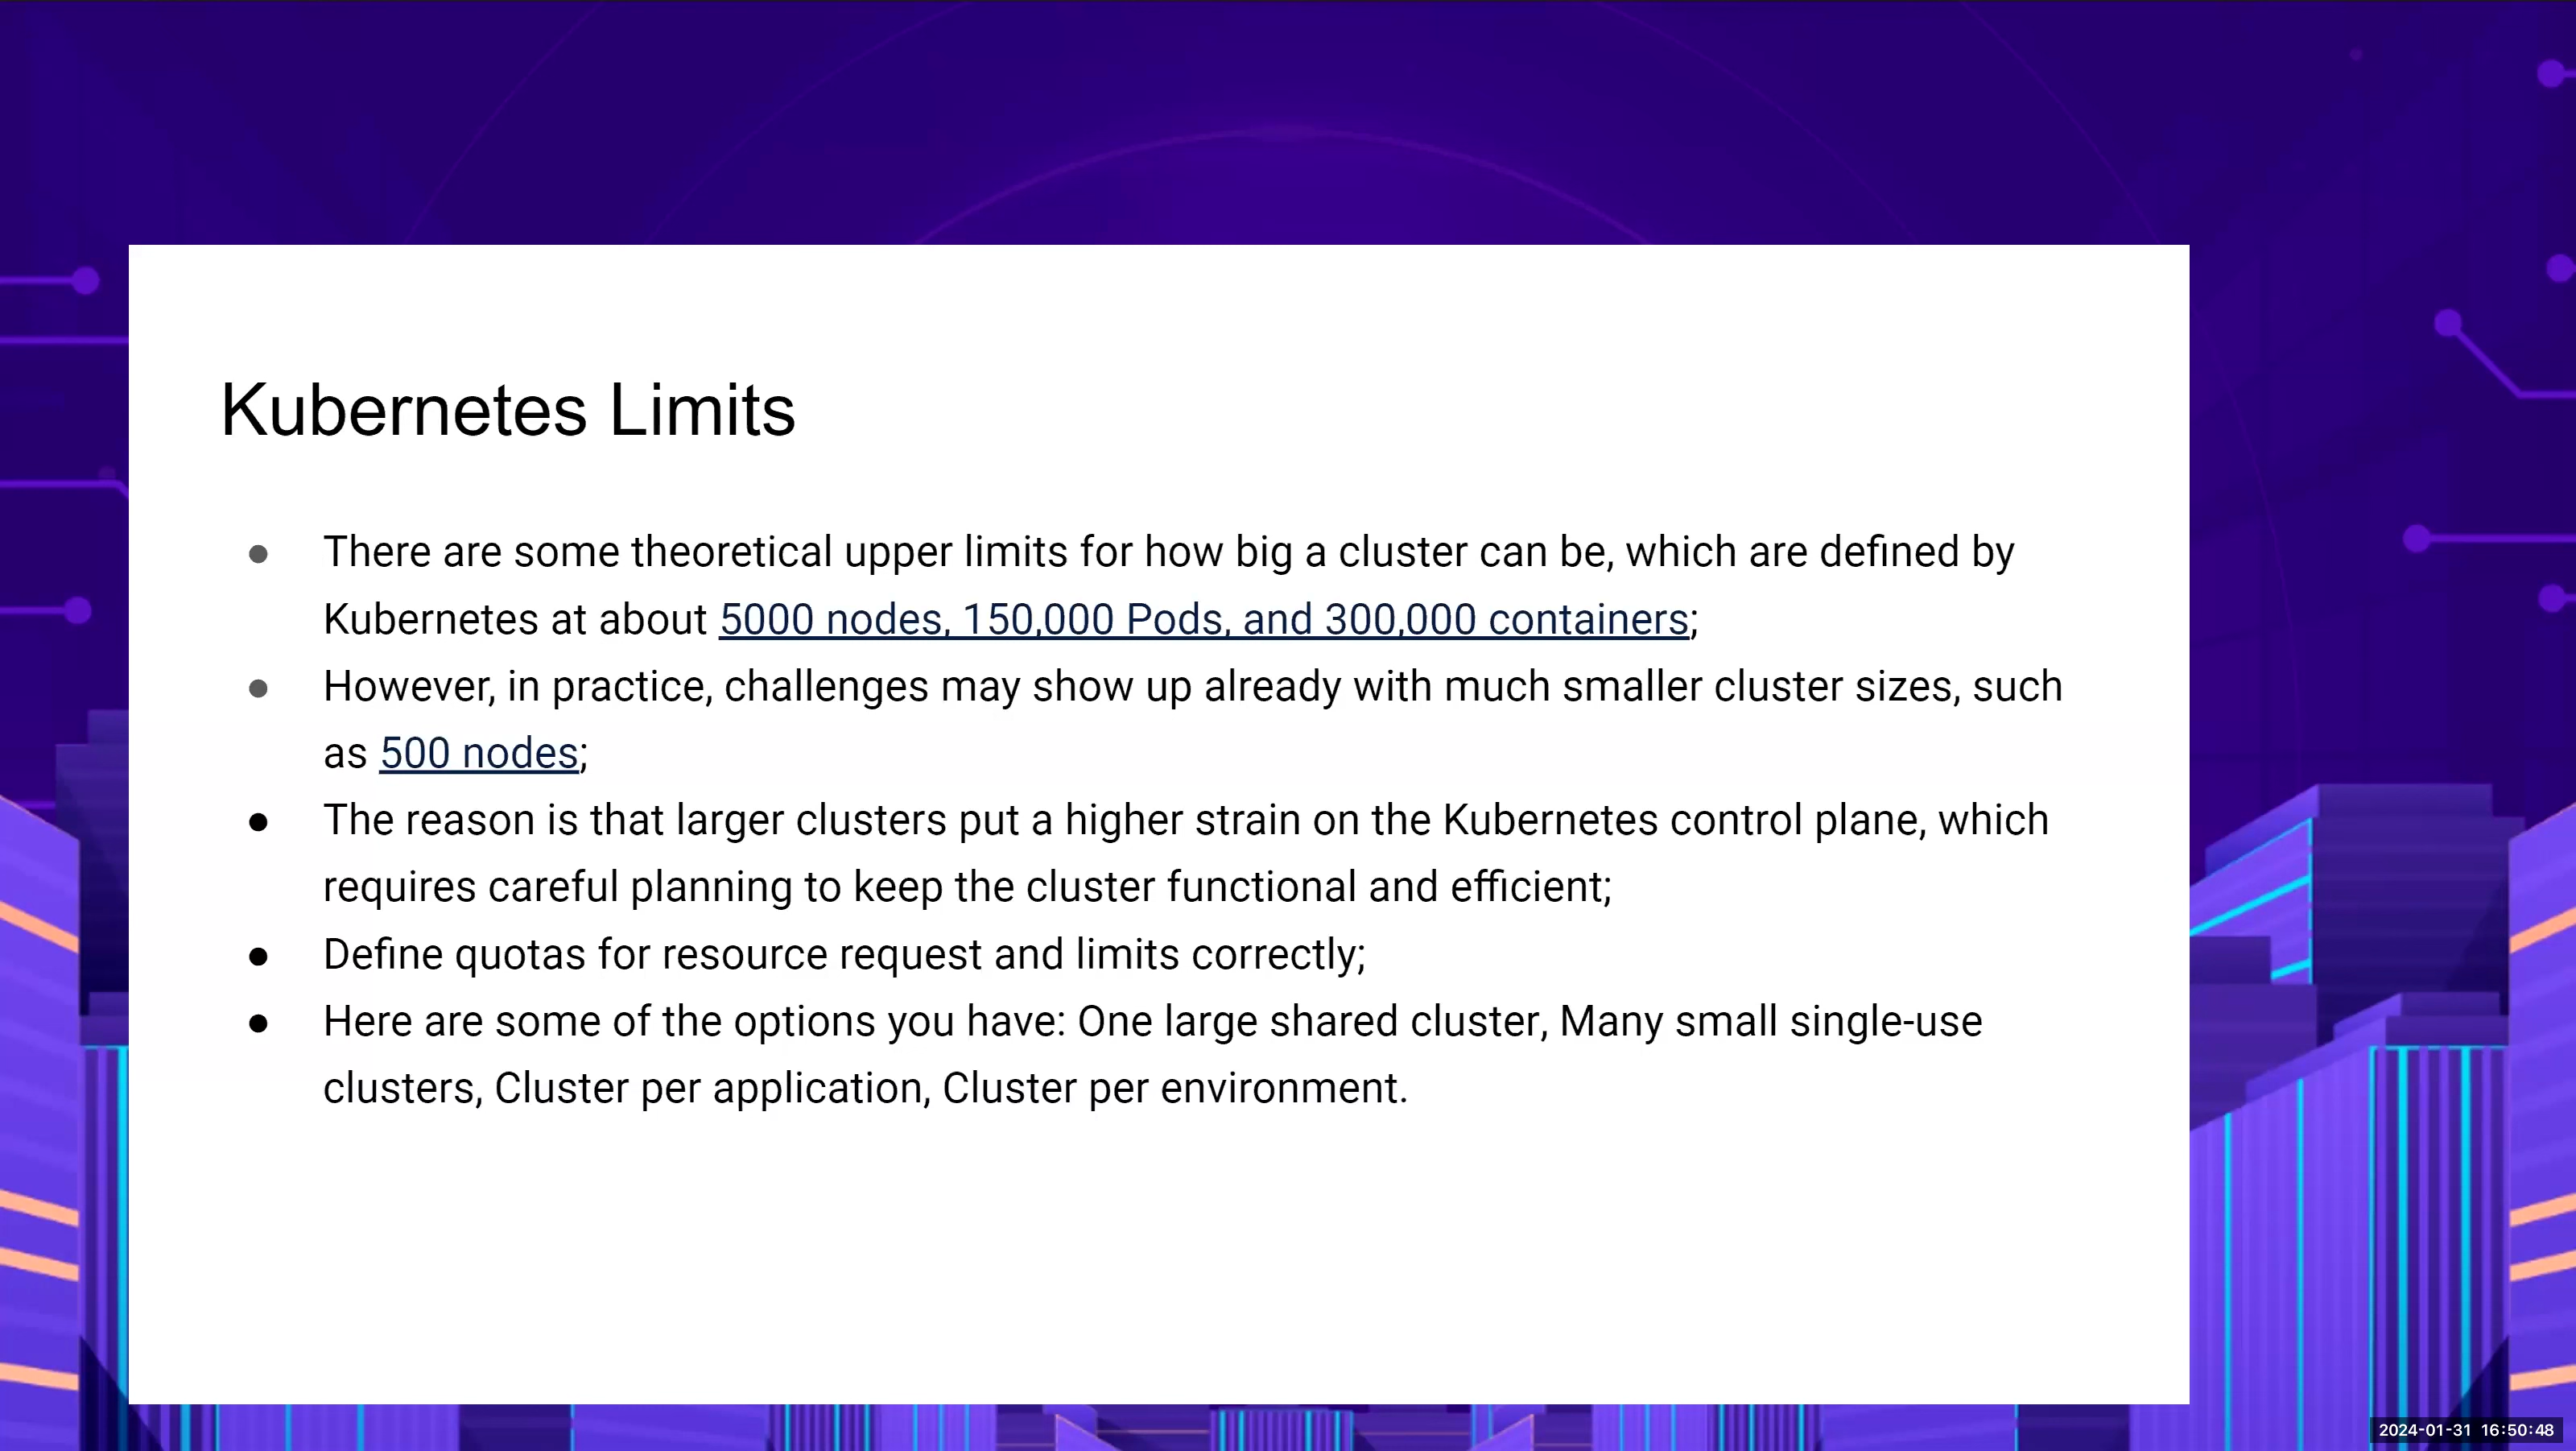 Kubernetes Limits
● There are some theoretical upper limits for how big a cluster can be, which are defined by
Kubernetes at about 5000 nodes, 150,000 Pods, and 300,000 containers;
● However, in practice, challenges may show up already with much smaller cluster sizes, such
as 500 nodes;
● The reason is that larger clusters put a higher strain on the Kubernetes control plane, which
requires careful planning to keep the cluster functional and efficient;
● Define quotas for resource request and limits correctly;
● Here are some of the options you have: One large shared cluster, Many small single-use
clusters, Cluster per application, Cluster per environment.
2024-01-31 16:50:48